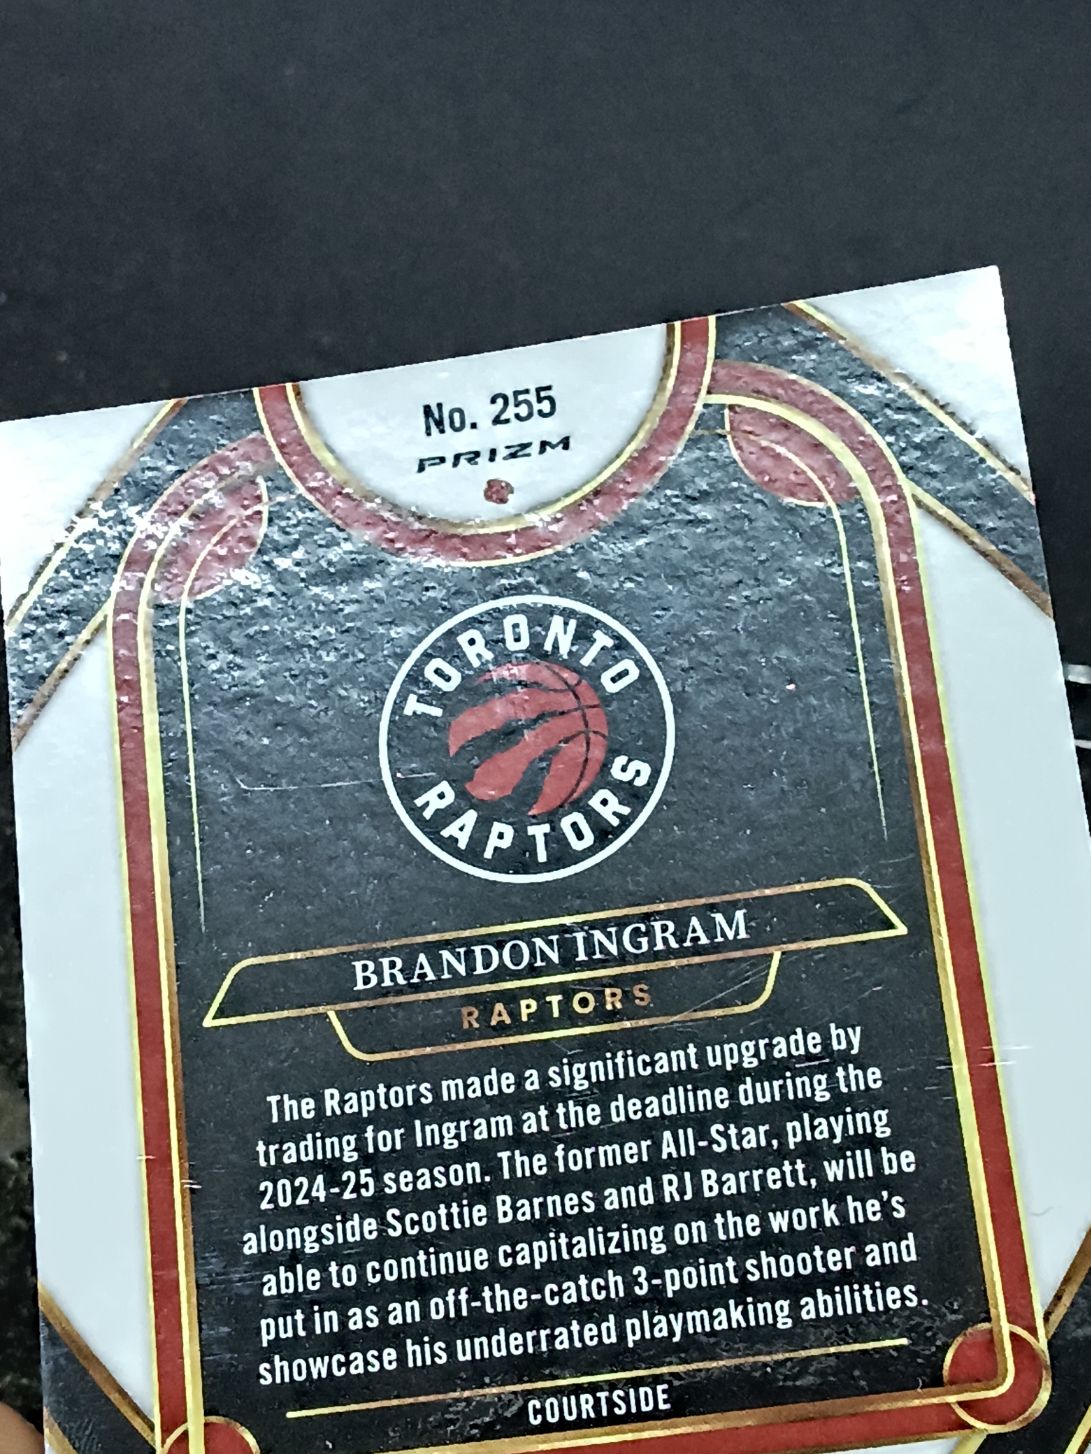 No. 255
PRIZM
TORONTO
RAPTORS
BRANDON INGRAM
RAPTORS
The Raptors made a significant upgrade by
trading for Ingram at the deadline during the
2024-25 season. The former All-Star, playing
alongside Scottie Barnes and RJ Barrett, will be
able to continue capitalizing on the work he's
put in as an off-the-catch 3-point shooter and
showcase his underrated playmaking abilities.
COURTSIDE